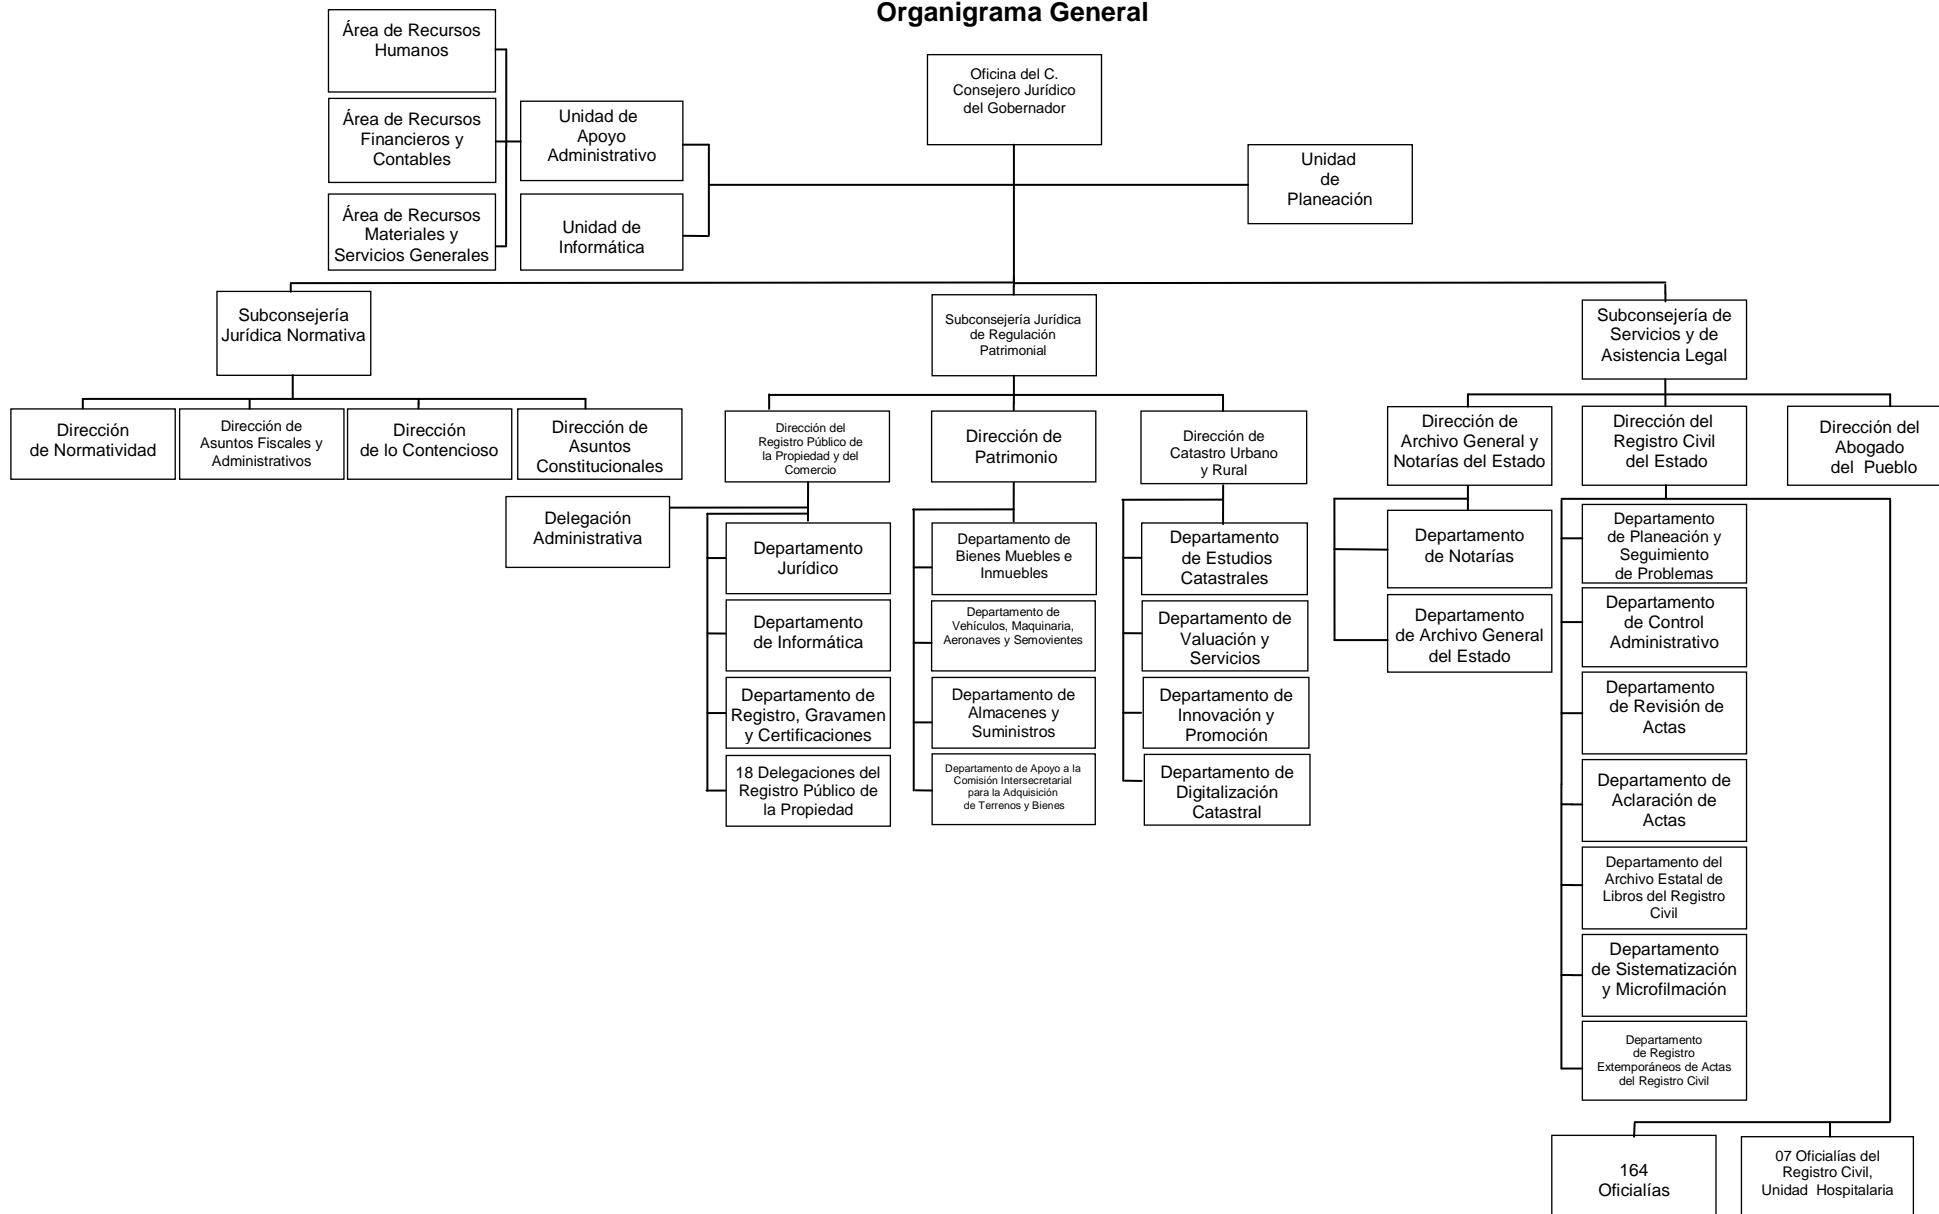 Organigrama General
Área de Recursos
Humanos
Área de Recursos
Financieros y
Contables
Área de Recursos
Materiales y
Servicios Generales
Unidad de
Apoyo
Administrativo
Unidad de
Informática
Oficina del C.
Consejero Jurídico
del Gobernador
Unidad
de
Planeación
Subconsejería
Jurídica Normativa
Subconsejería Jurídica
de Regulación
Patrimonial
Subconsejería de
Servicios y de
Asistencia Legal
Dirección
de Normatividad
Dirección de
Asuntos Fiscales y
Administrativos
Dirección
de lo Contencioso
Dirección de
Asuntos
Constitucionales
Dirección del
Registro Público de
la Propiedad y del
Comercio
Dirección de
Patrimonio
Dirección de
Catastro Urbano
y Rural
Dirección de
Archivo General y
Notarías del Estado
Dirección del
Registro Civil
del Estado
Dirección del
Abogado
del Pueblo
Delegación
Administrativa
Departamento
Jurídico
Departamento
de Informática
Departamento de
Registro, Gravamen
y Certificaciones
18 Delegaciones del
Registro Público de
la Propiedad
Departamento de
Bienes Muebles e
Inmuebles
Departamento de
Vehículos, Maquinaria,
Aeronaves y Semovientes
Departamento de
Almacenes y
Suministros
Departamento de Apoyo a la
Comisión Intersecretarial
para la Adquisición
de Terrenos y Bienes
Departamento
de Estudios
Catastrales
Departamento de
Valuación y
Servicios
Departamento de
Innovación y
Promoción
Departamento de
Digitalización
Catastral
Departamento
de Notarías
Departamento
de Archivo General
del Estado
Departamento
de Planeación y
Seguimiento
de Problemas
Departamento
de Control
Administrativo
Departamento
de Revisión de
Actas
Departamento de
Aclaración de
Actas
Departamento del
Archivo Estatal de
Libros del Registro
Civil
Departamento
de Sistematización
y Microfilmación
Departamento
de Registro
Extemporáneos de Actas
del Registro Civil
164
Oficialías
07 Oficialías del
Registro Civil,
Unidad Hospitalaria